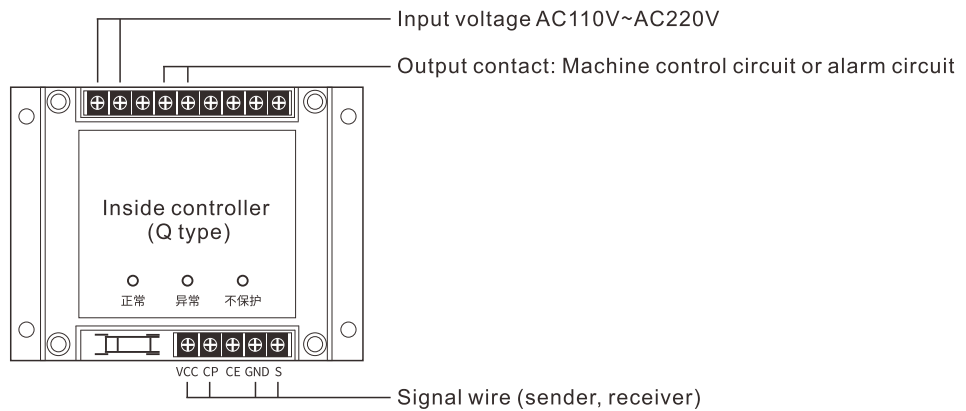 Input voltage AC110V~AC220V
Output contact: Machine control circuit or alarm circuit
Inside controller
(Q type)
正常 异常 不保护
VCC CP CE GND S
Signal wire (sender, receiver)